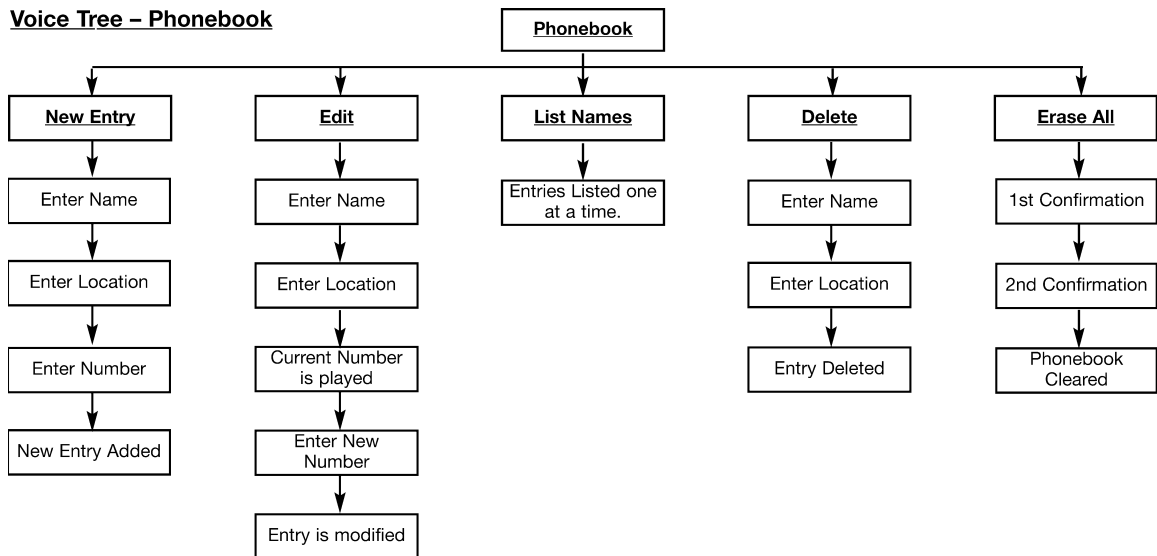 Voice Tree – Phonebook
Phonebook
New Entry
Edit
List Names
Delete
Erase All
Enter Name
Enter Name
Entries Listed one
at a time.
Enter Name
1st Confirmation
Enter Location
Enter Location
Enter Location
2nd Confirmation
Enter Number
Current Number
is played
Entry Deleted
Phonebook
Cleared
New Entry Added
Enter New
Number
Entry is modified